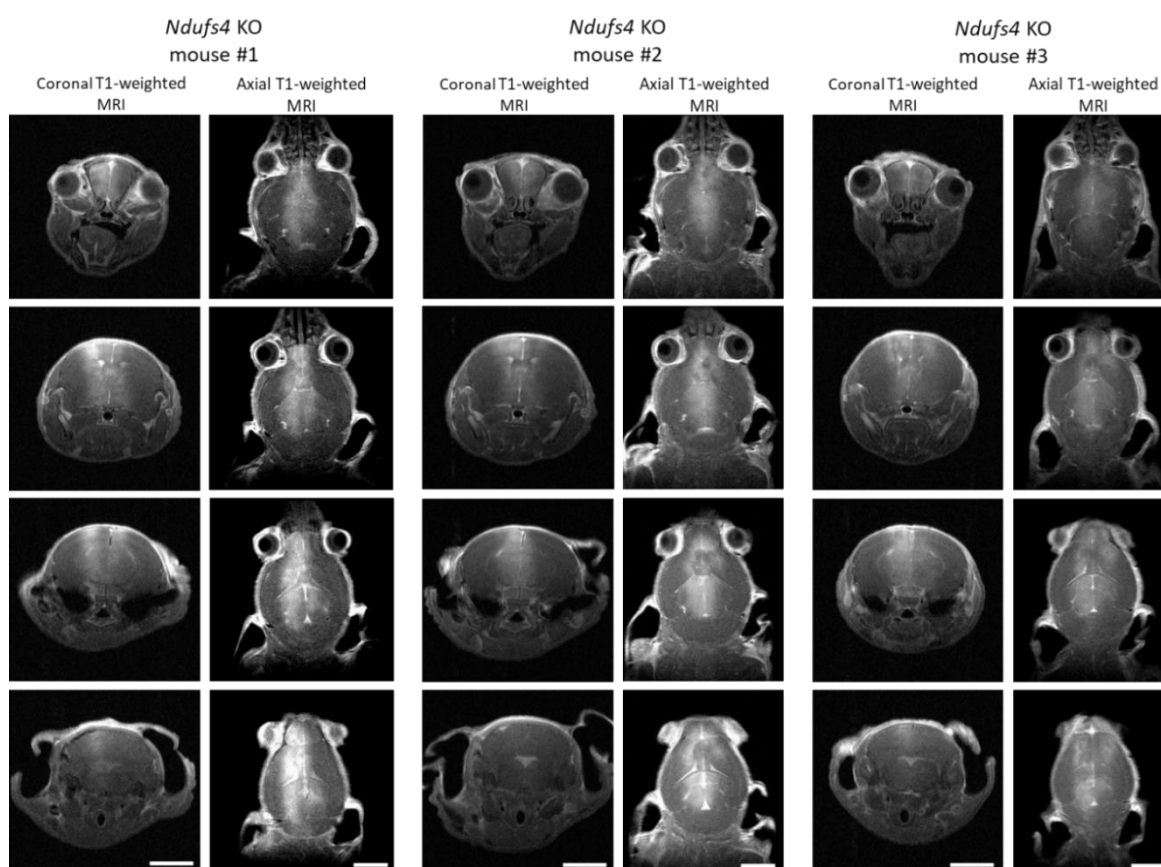 Ndufs4 KO
mouse #1
Ndufs4 KO
mouse #2
Ndufs4 KO
mouse #3
Coronal T1-weighted
MRI
Axial T1-weighted
MRI
Coronal T1-weighted
MRI
Axial T1-weighted
MRI
Coronal T1-weighted
MRI
Axial T1-weighted
MRI